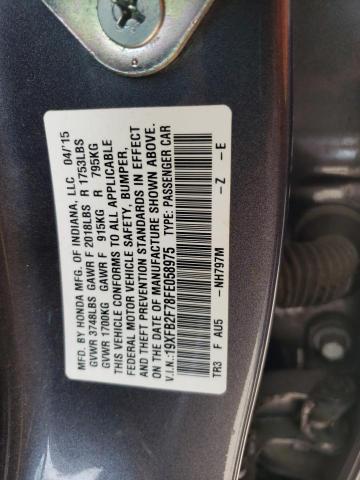 MFD. BY HONDA MFG. OF INDIANA, LLC 04/15
GVWR 3748LBS GAWR F 2018LBS R 1753LBS
GVWR 1700KG GAWR F 915KG R 795KG
THIS VEHICLE CONFORMS TO ALL APPLICABLE
FEDERAL MOTOR VEHICLE SAFETY, BUMPER,
AND THEFT PREVENTION STANDARDS IN EFFECT
ON THE DATE OF MANUFACTURE SHOWN ABOVE.
V.I.N.:19XFB2F78FE058975 TYPE: PASSENGER CAR
TR3 F AU5 -NH797M -Z -E